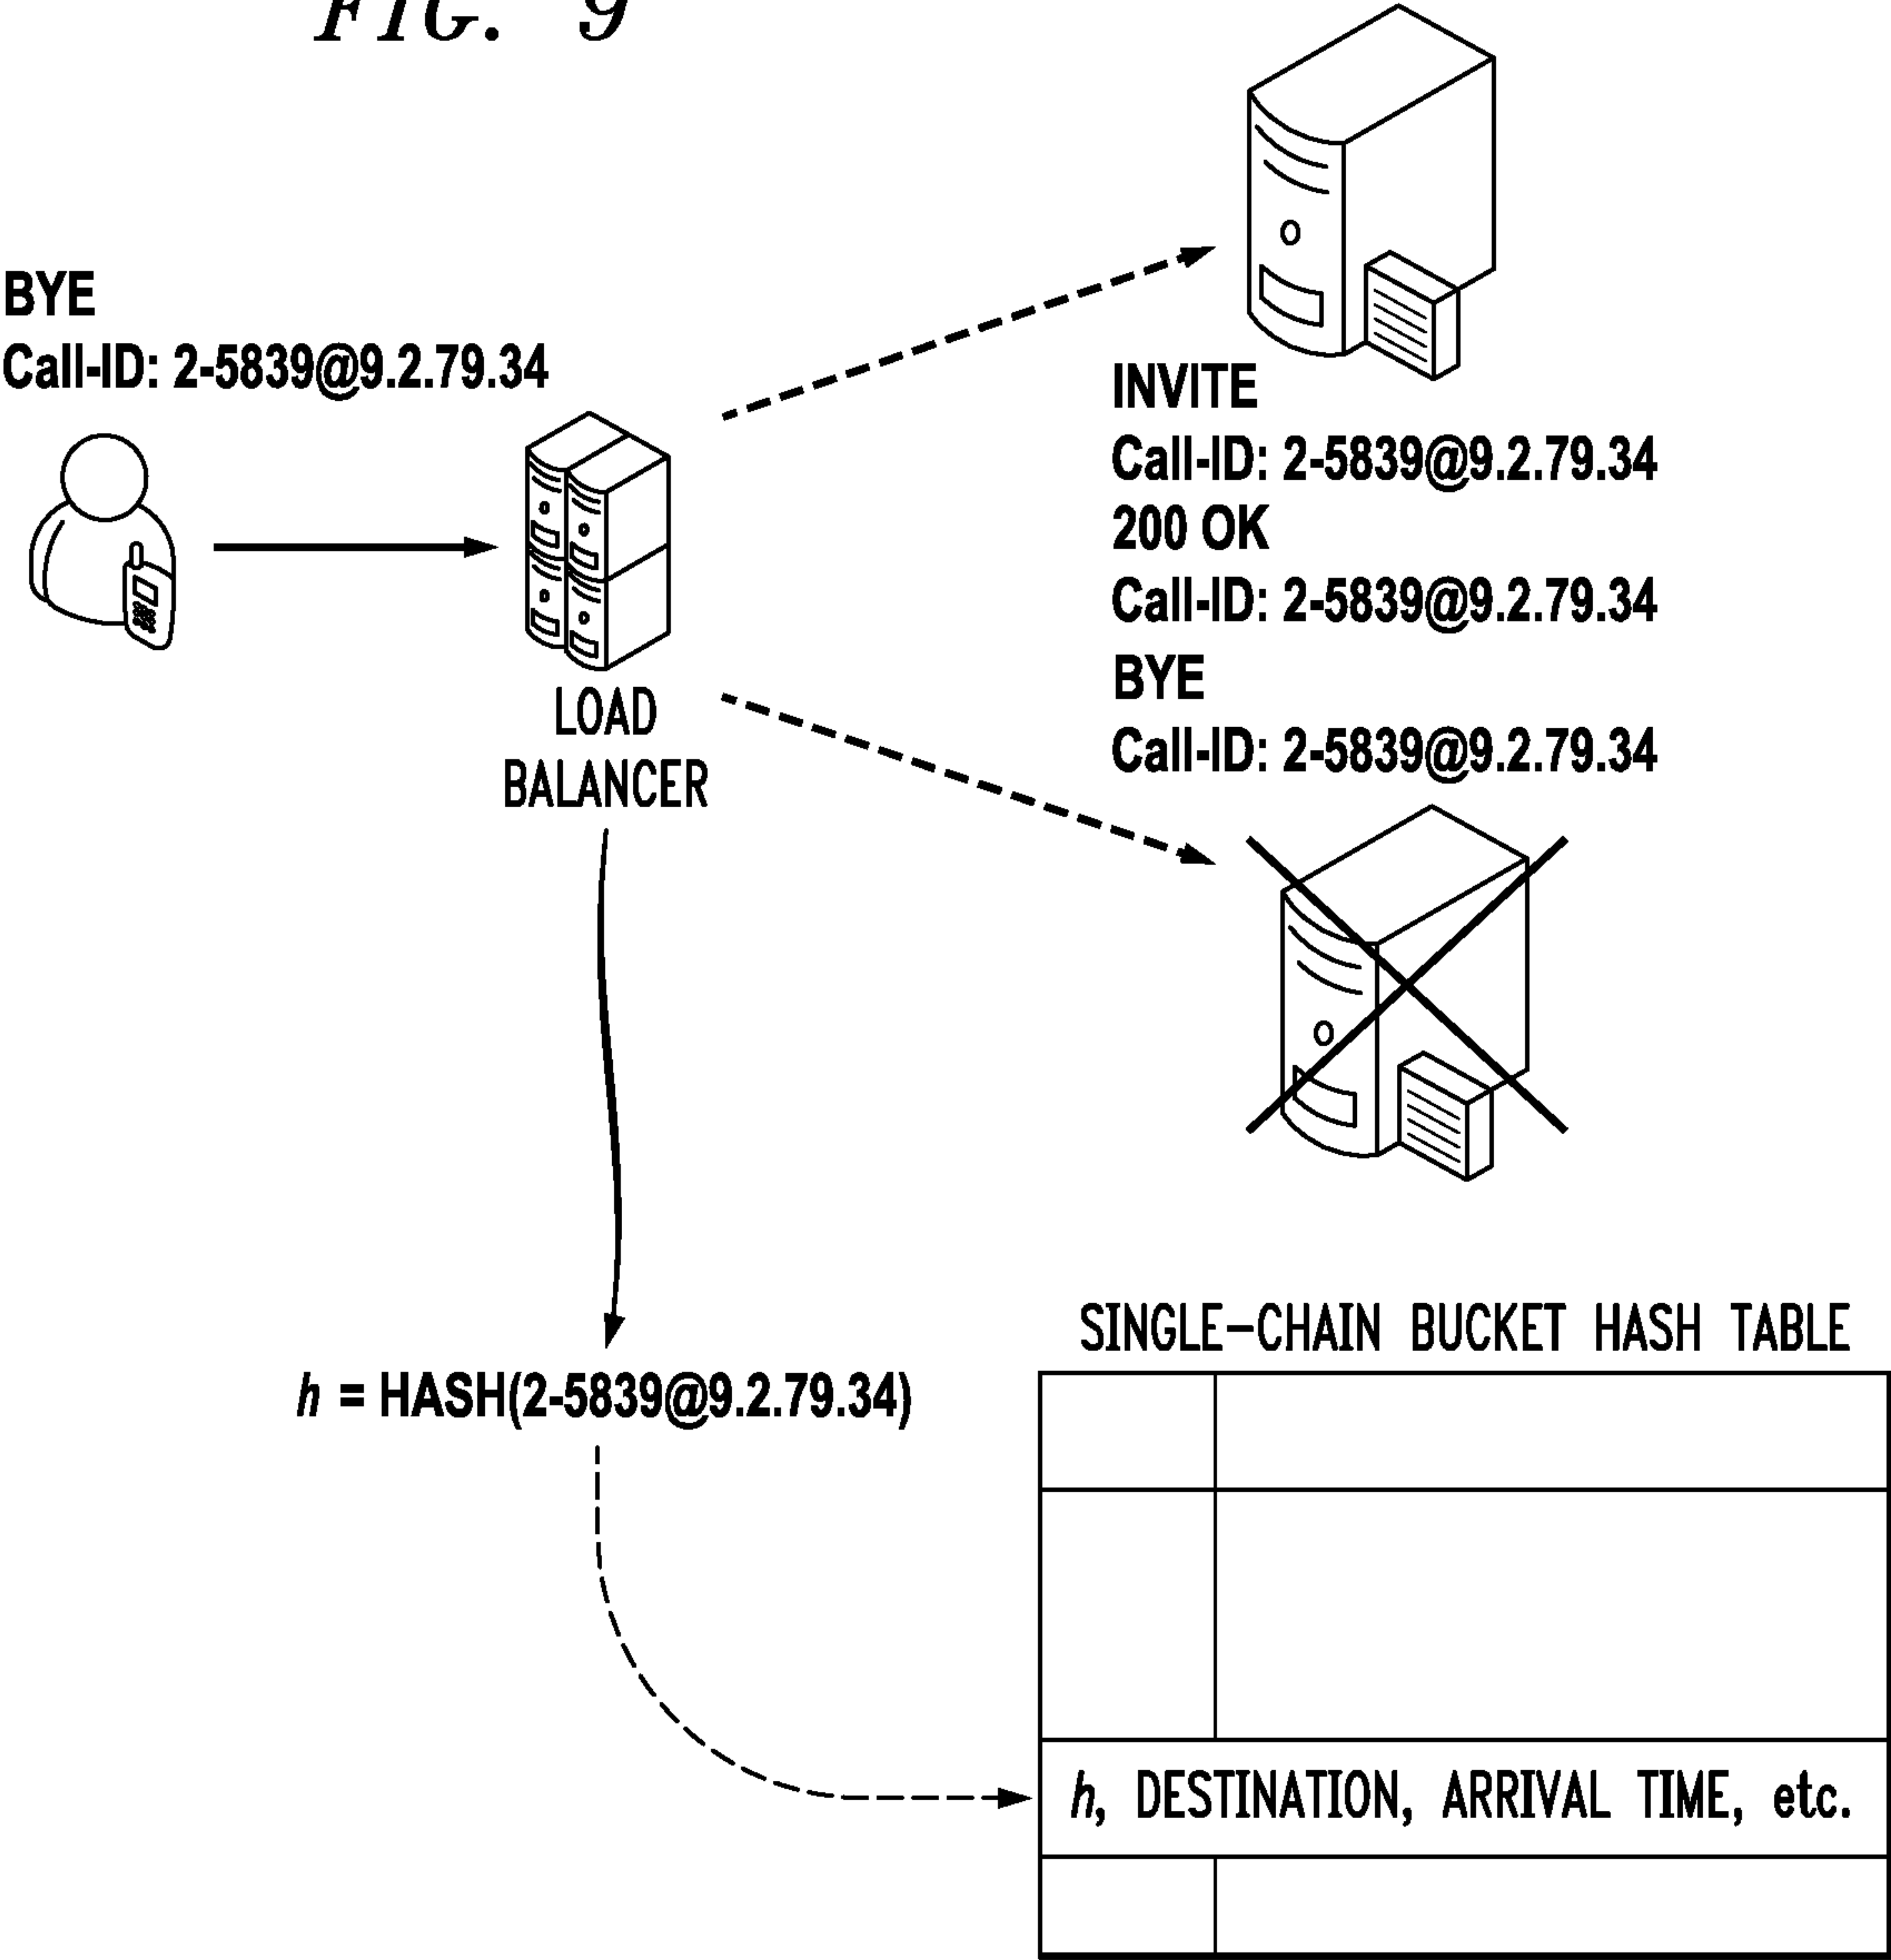 FIG. 9
BYE
Call-ID: 2-5839@9.2.79.34
LOAD
BALANCER
INVITE
Call-ID: 2-5839@9.2.79.34
200 OK
Call-ID: 2-5839@9.2.79.34
BYE
Call-ID: 2-5839@9.2.79.34
h = HASH(2-5839@9.2.79.34)
SINGLE-CHAIN BUCKET HASH TABLE
h, DESTINATION, ARRIVAL TIME, etc.